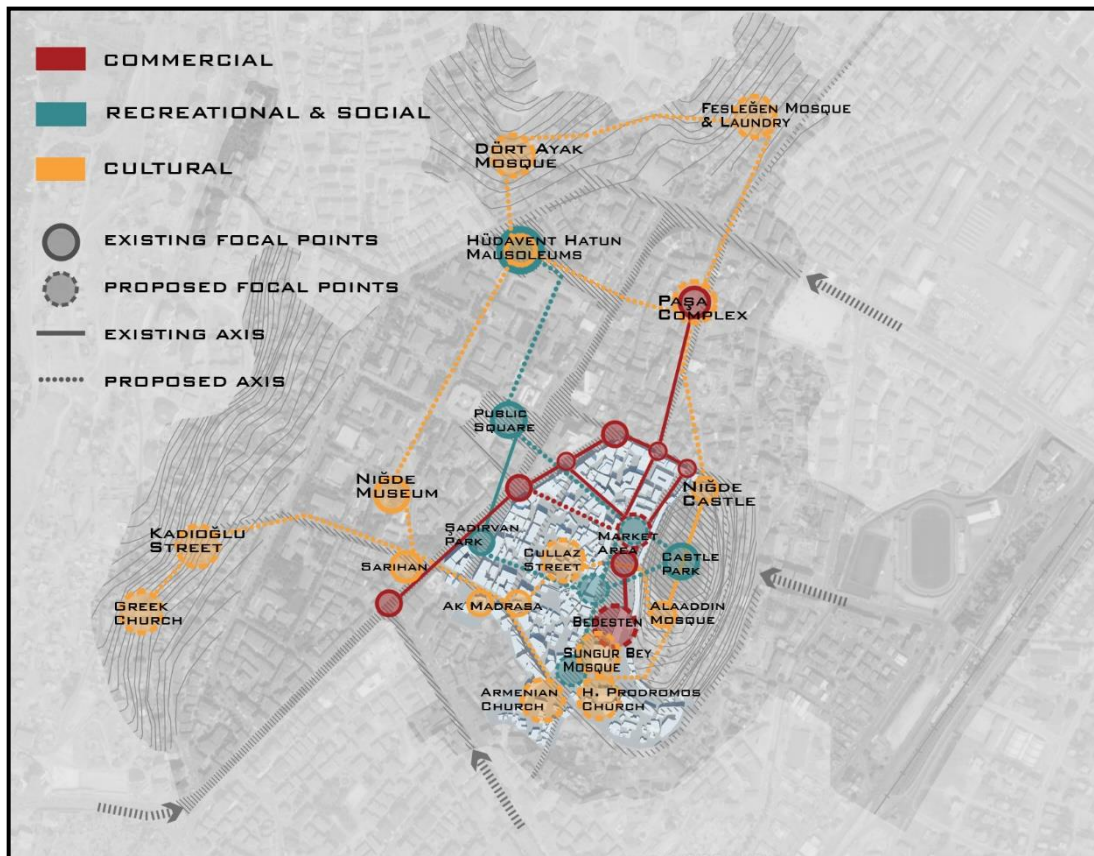 COMMERCIAL
RECREATIONAL & SOCIAL
CULTURAL
EXISTING FOCAL POINTS
PROPOSED FOCAL POINTS
EXISTING AXIS
PROPOSED AXIS
FESLEĞEN MOSQUE
& LAUNDRY
DÖRT AYAK
MOSQUE
HÜDAVENT HATUN
MAUSOLEUMS
PAŞA
COMPLEX
PUBLIC
SQUARE
NIĞDE
MUSEUM
NIĞDE
CASTLE
KADIOĞLU
STREET
ŞADIRVAN
PARK
MARKET
AREA
CULLAZ
STREET
CASTLE
PARK
SARIHAN
GREEK
CHURCH
AK MADRASA
ALAADDIN
MOSQUE
BEDESTEN
SUNGUR BEY
MOSQUE
ARMENIAN
CHURCH
H. PRODROMOS
CHURCH